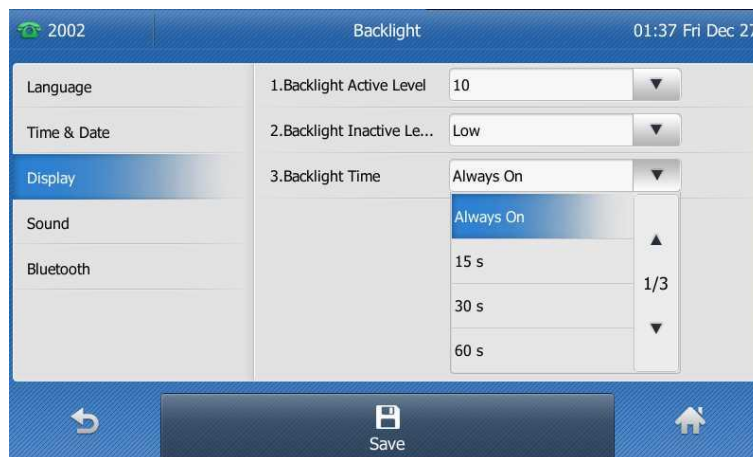 2002 Backlight 01:37 Fri Dec 27
Language
1.Backlight Active Level 10
Time & Date
2.Backlight Inactive Le... Low
Display
3.Backlight Time Always On
Sound
Always On
Bluetooth
15 s
1/3
30 s
60 s
Save